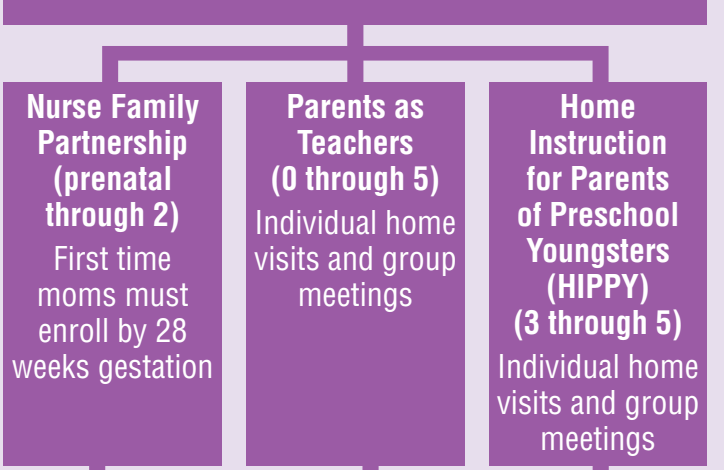 Nurse Family
Partnership
(prenatal
through 2)
First time
moms must
enroll by 28
weeks gestation
Parents as
Teachers
(0 through 5)
Individual home
visits and group
meetings
Home
Instruction
for Parents
of Preschool
Youngsters
(HIPPY)
(3 through 5)
Individual home
visits and group
meetings